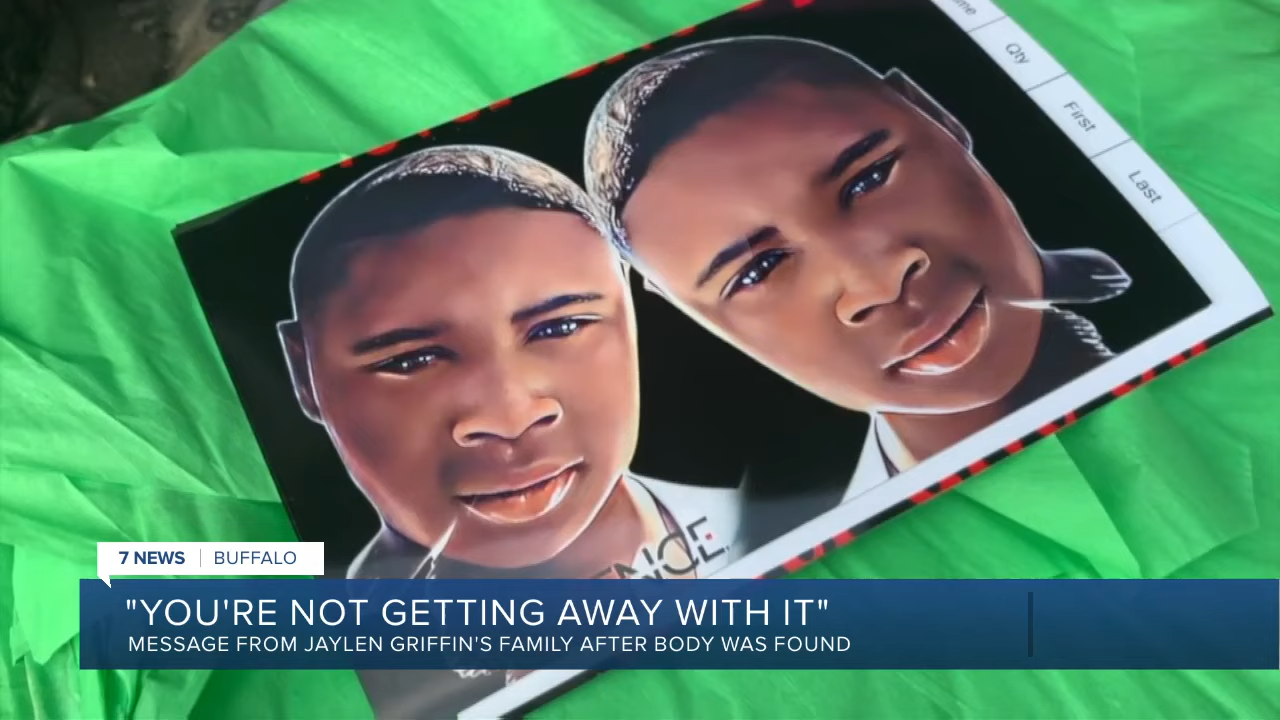 Qty
First
Last
7 NEWS | BUFFALO
"YOU'RE NOT GETTING AWAY WITH IT"
MESSAGE FROM JAYLEN GRIFFIN'S FAMILY AFTER BODY WAS FOUND